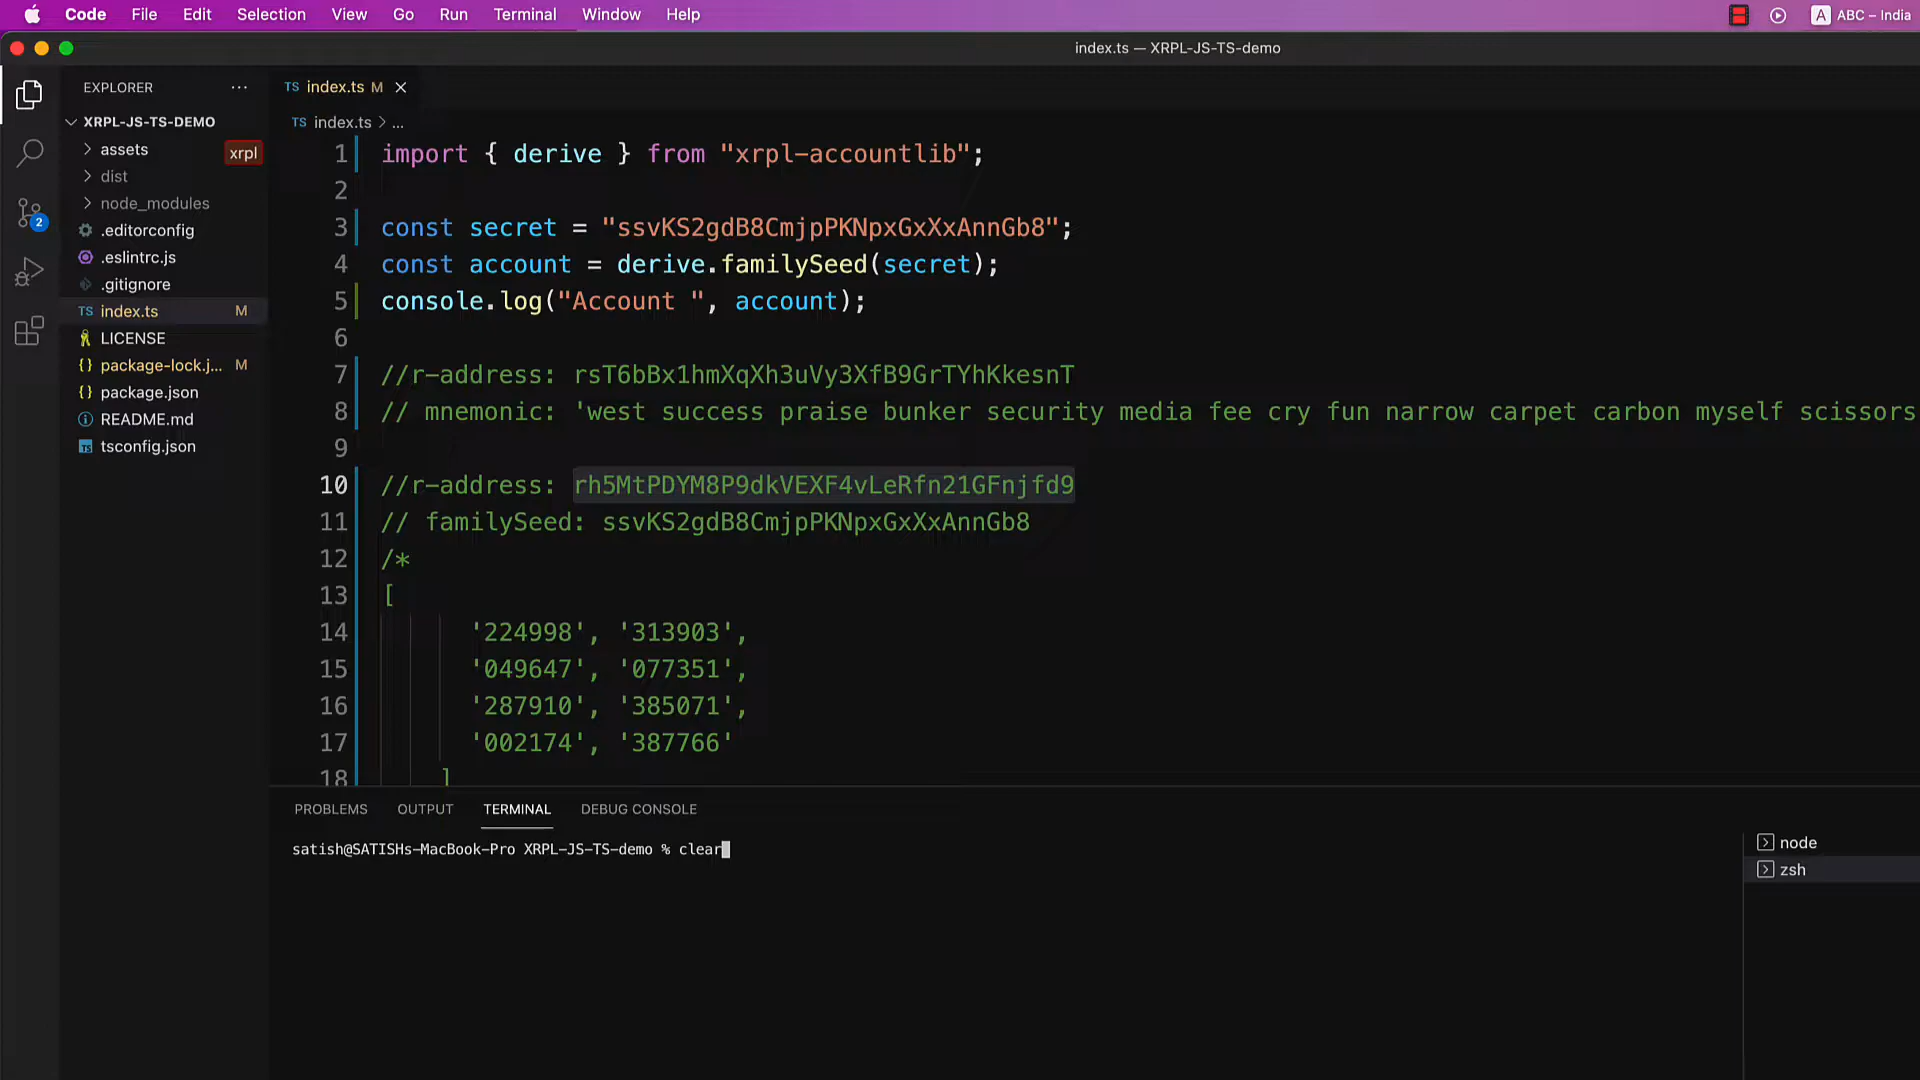 Code File Edit Selection View Go Run Terminal Window Help A ABC – India
index.ts — XRPL-JS-TS-demo
EXPLORER ...
TS index.ts M
XRPL-JS-TS-DEMO
TS index.ts > ...
assets
xrpl
dist
node_modules
.editorconfig
.eslintrc.js
.gitignore
TS index.ts M
LICENSE
{} package-lock.j... M
{} package.json
README.md
tsconfig.json
2
1 import { derive } from "xrpl-accountlib";
2
3 const secret = "ssvKS2gdB8CmjpPKNpxGxXxAnnGb8";
4 const account = derive.familySeed(secret);
5 console.log("Account ", account);
6
7 //r-address: rsT6bBx1hmXqXh3uVy3XfB9GrTYhKkesnT
8 // mnemonic: 'west success praise bunker security media fee cry fun narrow carpet carbon myself scissors
9
10 //r-address: rh5MtPDYM8P9dkVEXF4vLeRfn21GFnjfd9
11 // familySeed: ssvKS2gdB8CmjpPKNpxGxXxAnnGb8
12 /*
13 [
14 '224998', '313903',
15 '049647', '077351',
16 '287910', '385071',
17 '002174', '387766'
18 ]
PROBLEMS OUTPUT TERMINAL DEBUG CONSOLE
satish@SATISHs-MacBook-Pro XRPL-JS-TS-demo % clear
node
zsh